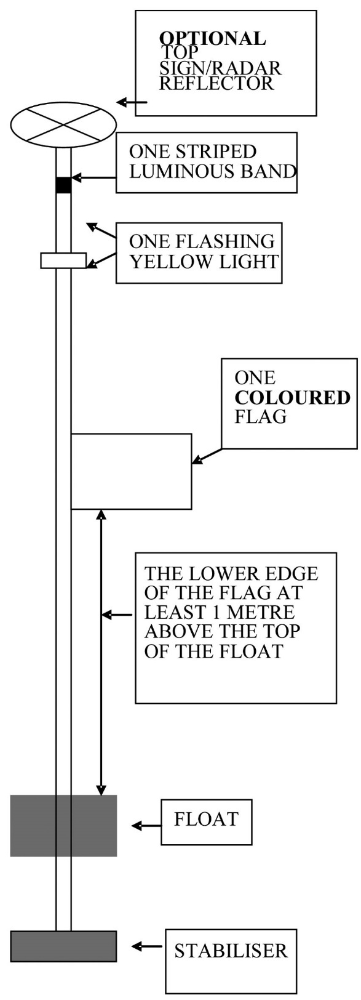 OPTIONAL
TOP
SIGN/RADAR
REFLECTOR
ONE STRIPED
LUMINOUS BAND
ONE FLASHING
YELLOW LIGHT
ONE
COLOURED
FLAG
THE LOWER EDGE
OF THE FLAG AT
LEAST 1 METRE
ABOVE THE TOP
OF THE FLOAT
FLOAT
STABILISER